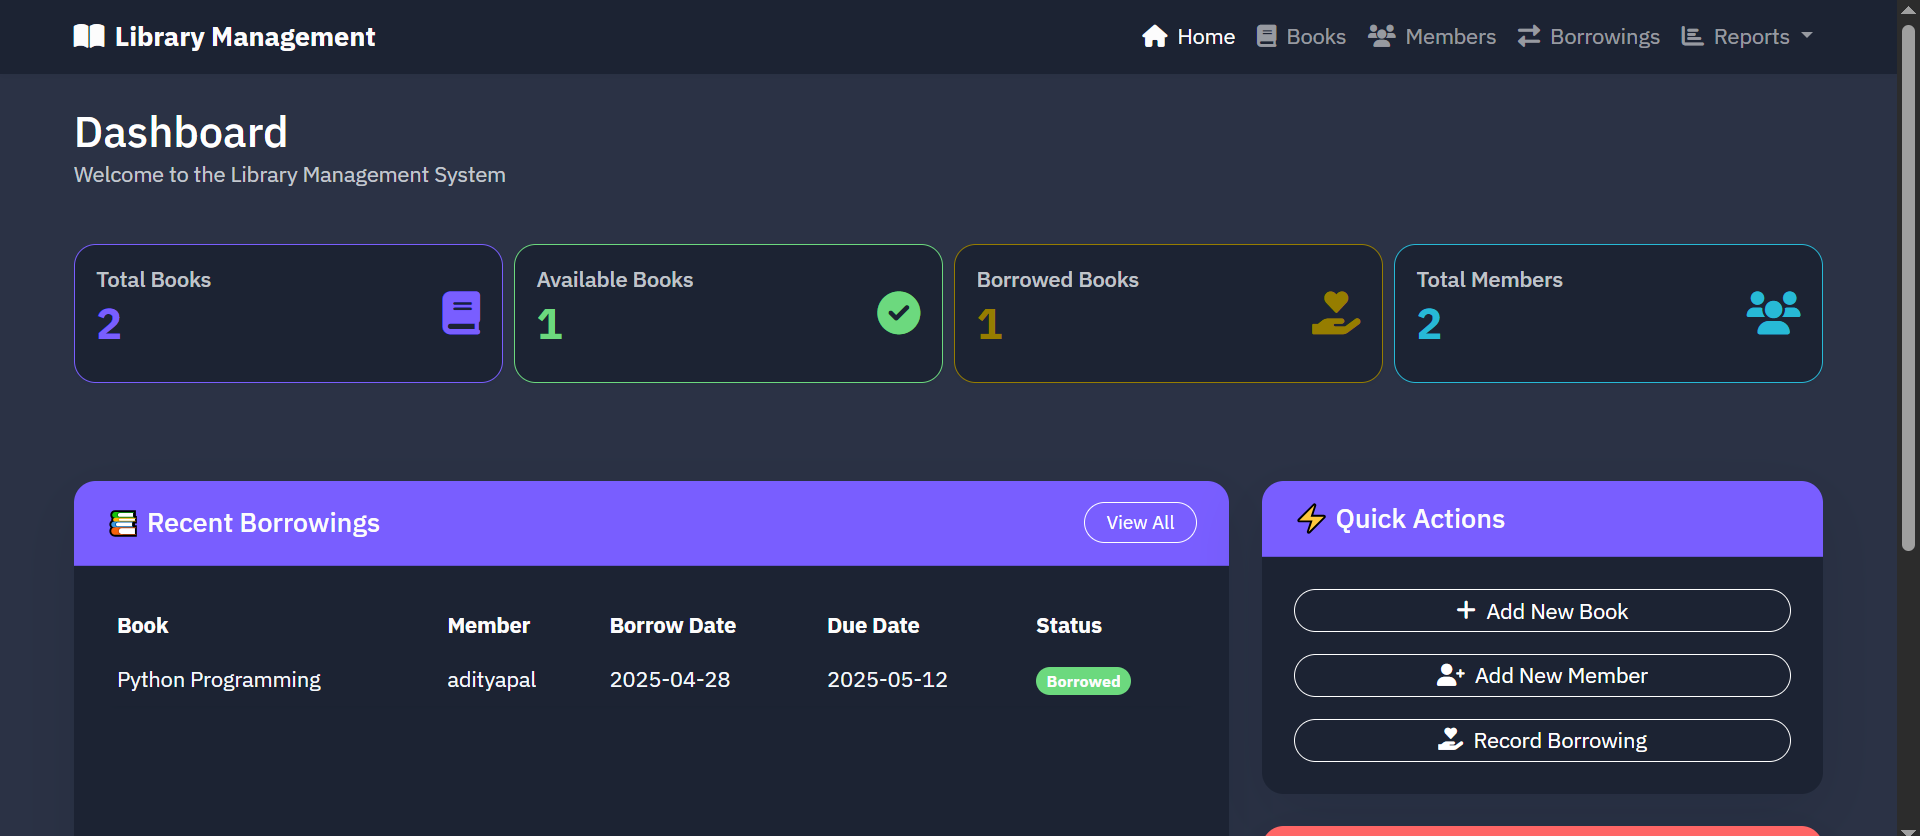 Library Management
Home Books Members Borrowings Reports
Dashboard
Welcome to the Library Management System
Total Books
2
Available Books
1
Borrowed Books
1
Total Members
2
Recent Borrowings
View All
Book Member Borrow Date Due Date Status
Python Programming adityapal 2025-04-28 2025-05-12 Borrowed
Quick Actions
Add New Book
Add New Member
Record Borrowing